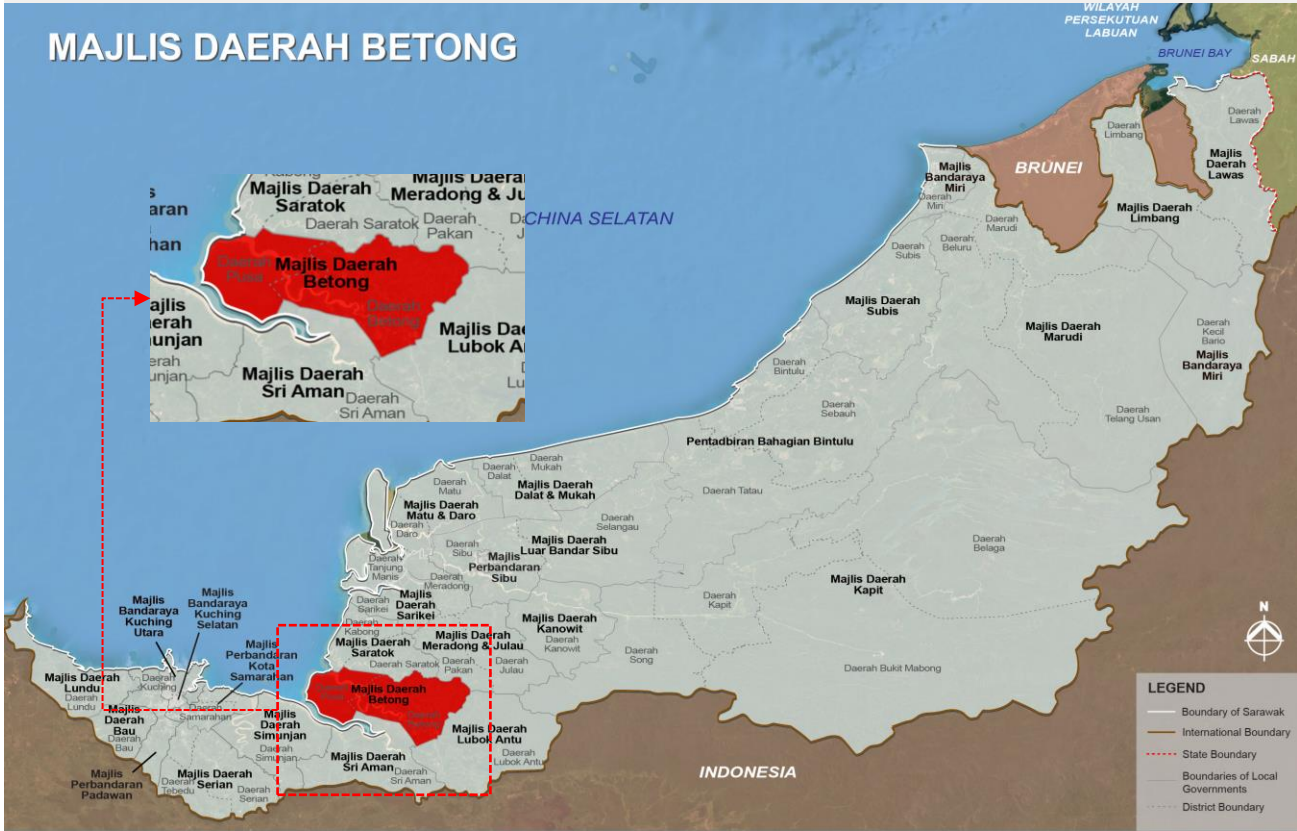 MAJLIS DAERAH BETONG
WILAYAH
PERSEKUTUAN
LABUAN
BRUNEI BAY
SABAH
Daerah
Lawas
Daerah
Limbang
BRUNEI
Majlis
Daerah
Lawas
Majlis
Bandaraya
Miri
Daerah
Miri
Majlis Daerah
Limbang
Daerah
Marudi
Daerah
Beluru
Daerah
Subis
Majlis Daerah
Saratok
Majlis Daerah
Meradong & Ju
Daerah Saratok
Daerah
Pakan
CHINA SELATAN
Daerah
Pusa
Majlis Daerah
Betong
Daerah
Betong
ajlis
aerah
munjan
erah
unjan
Majlis Dae
Lubok A
Lu
Majlis Daerah
Sri Aman
Daerah
Sri Aman
Majlis Daerah
Subis
Majlis Daerah
Marudi
Daerah
Kecil
Bario
Majlis
Bandaraya
Miri
Daerah
Bintulu
Daerah
Sebauh
Daerah
Telang Usan
Pentadbiran Bahagian Bintulu
Daerah
Mukah
Daerah
Dalat
Daerah
Matu
Majlis Daerah
Dalat & Mukah
Daerah Tatau
Majlis Daerah
Matu & Daro
Daerah
Daro
Daerah
Selangau
Daerah
Sibu
Majlis Daerah
Luar Bandar Sibu
Daerah
Belaga
Daerah
Tanjung
Manis
Majlis
Perbandaran
Sibu
Daerah
Meradong
Majlis Daerah
Kapit
Majlis
Bandaraya
Kuching
Utara
Majlis
Bandaraya
Kuching
Selatan
Daerah
Sarikei
Majlis
Daerah
Sarikei
Daerah
Kapit
Daerah
Kabong
Majlis Daerah
Kanowit
Daerah
Kanowit
Majlis
Perbandaran
Kota
Samarahan
Majlis Daerah
Saratok
Majlis Daerah
Meradong & Julau
Daerah
Song
Daerah Saratok
Daerah
Pakan
Daerah
Julau
Daerah Bukit Mabong
N
Majlis Daerah
Lundu
Daerah
Lundu
Daerah
Kuching
Majlis Daerah
Betong
Daerah
Samarahan
Majlis
Daerah
Bau
Daerah
Bau
Majlis
Daerah
Simunjan
Daerah
Simunjan
Majlis Daerah
Lubok Antu
Daerah
Lubok Antu
Majlis Daerah
Sri Aman
Daerah
Sri Aman
Majlis
Perbandaran
Padawan
Majlis Daerah
Serian
Daerah
Tebedu
Daerah
Serian
INDONESIA
LEGEND
Boundary of Sarawak
International Boundary
State Boundary
Boundaries of Local
Governments
District Boundary